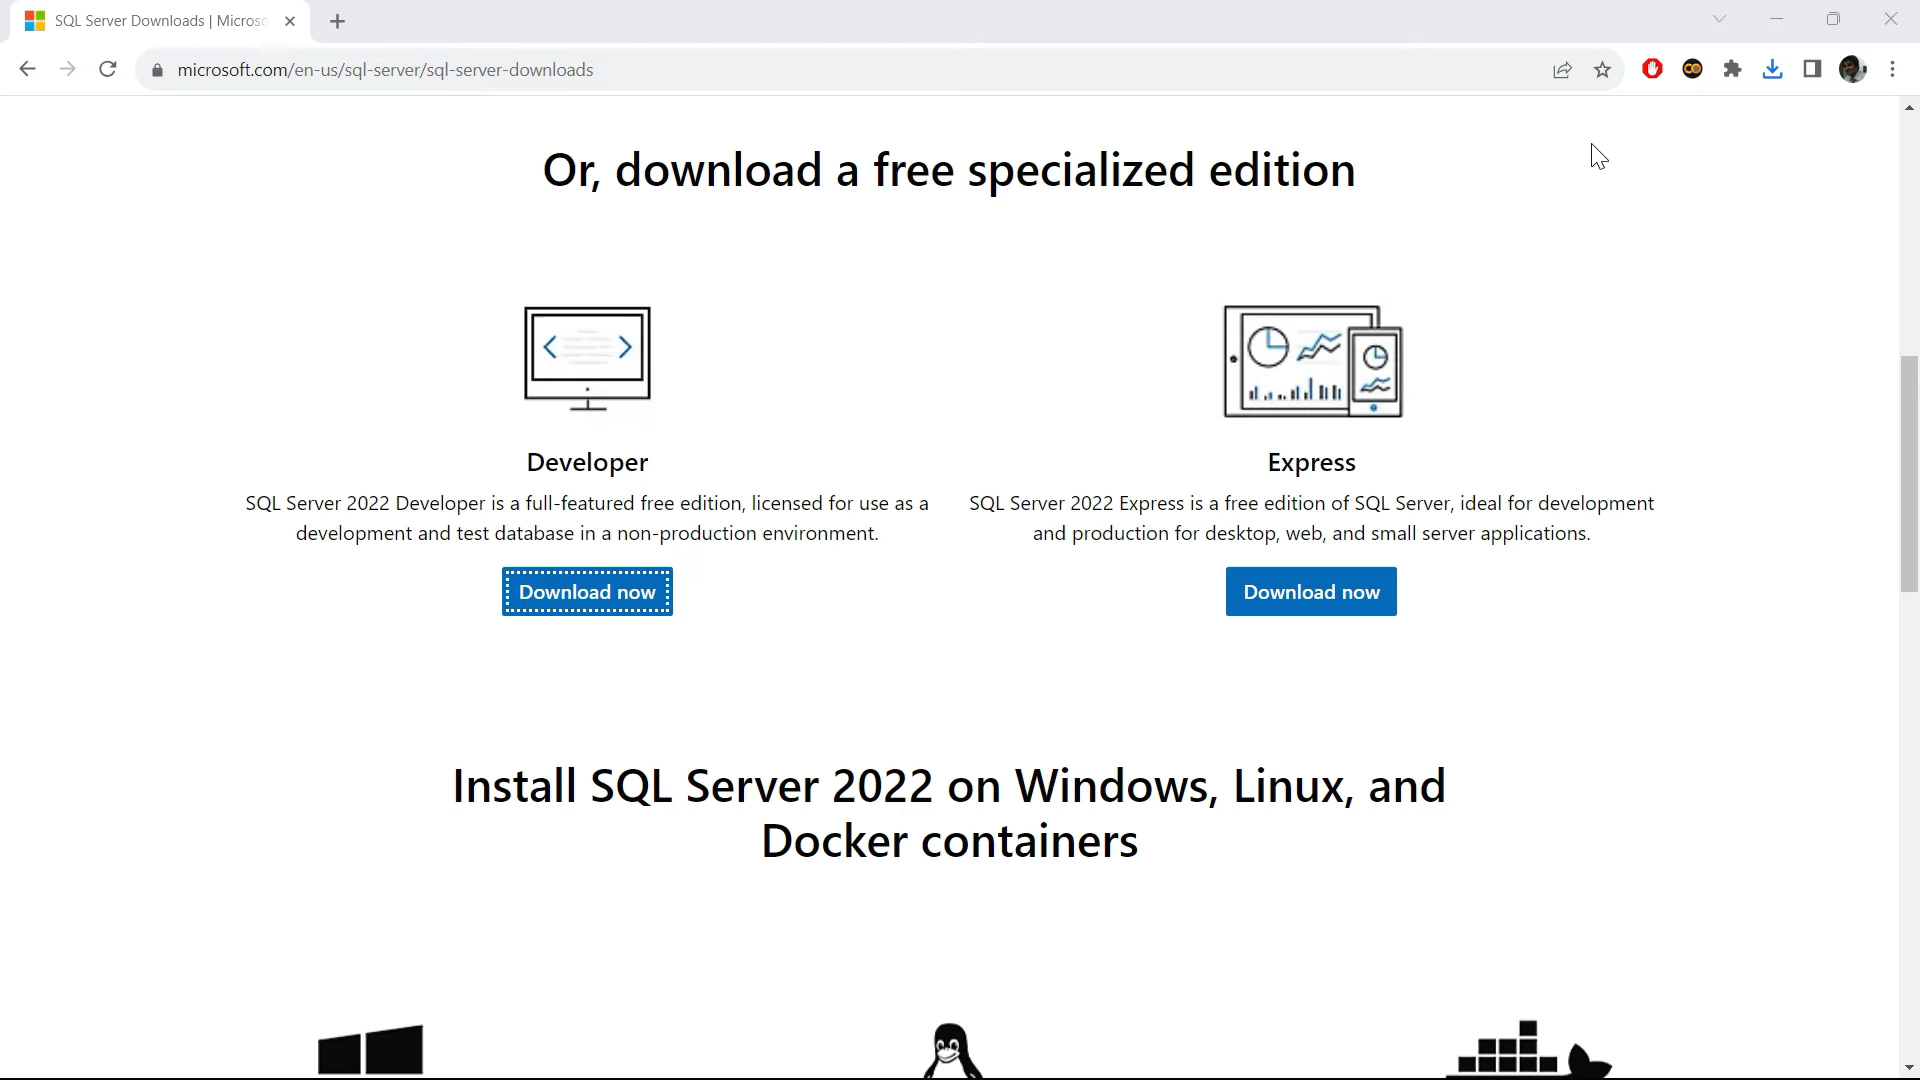 SQL Server Downloads | Microso
microsoft.com/en-us/sql-server/sql-server-downloads
Or, download a free specialized edition
Developer
SQL Server 2022 Developer is a full-featured free edition, licensed for use as a
development and test database in a non-production environment.
Download now
Express
SQL Server 2022 Express is a free edition of SQL Server, ideal for development
and production for desktop, web, and small server applications.
Download now
Install SQL Server 2022 on Windows, Linux, and
Docker containers